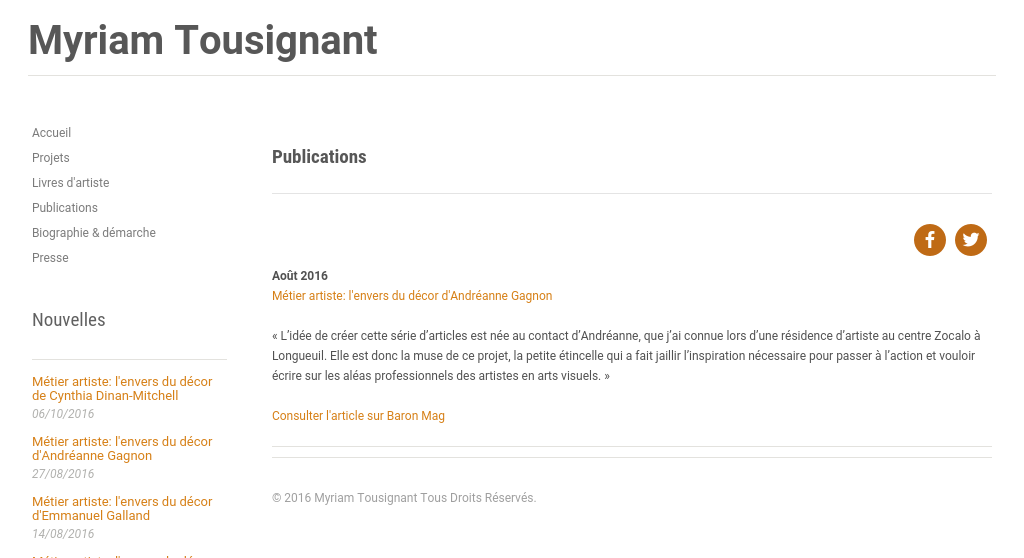 Myriam Tousignant
Accueil
Projets
Livres d'artiste
Publications
Biographie & démarche
Presse
Nouvelles
Métier artiste: l'envers du décor
de Cynthia Dinan-Mitchell
06/10/2016
Métier artiste: l'envers du décor
d'Andréanne Gagnon
27/08/2016
Métier artiste: l'envers du décor
d'Emmanuel Galland
14/08/2016
Publications
Août 2016
Métier artiste: l'envers du décor d'Andréanne Gagnon
« L’idée de créer cette série d’articles est née au contact d’Andréanne, que j’ai connue lors d’une résidence d’artiste au centre Zocalo à
Longueuil. Elle est donc la muse de ce projet, la petite étincelle qui a fait jaillir l’inspiration nécessaire pour passer à l’action et vouloir
écrire sur les aléas professionnels des artistes en arts visuels. »
Consulter l'article sur Baron Mag
© 2016 Myriam Tousignant Tous Droits Réservés.